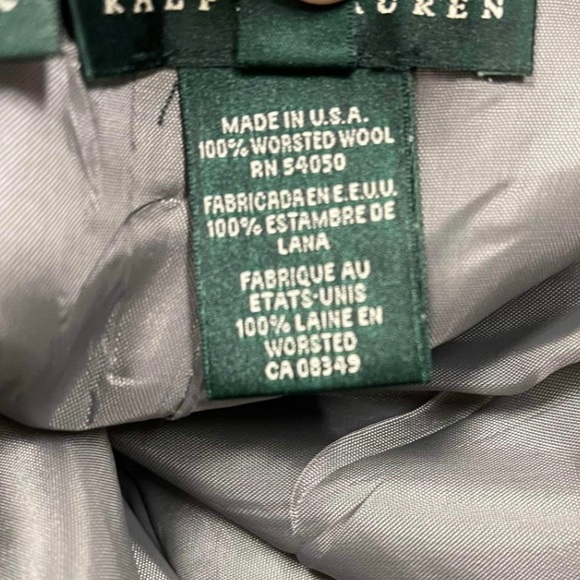 MADE IN U.S.A.
100% WORSTED WOOL
RN 54050
FABRICADA EN E.E.U.U.
100% ESTAMBRE DE
LANA
FABRIQUE AU
ETATS-UNIS
100% LAINE EN
WORSTED
CA 08349